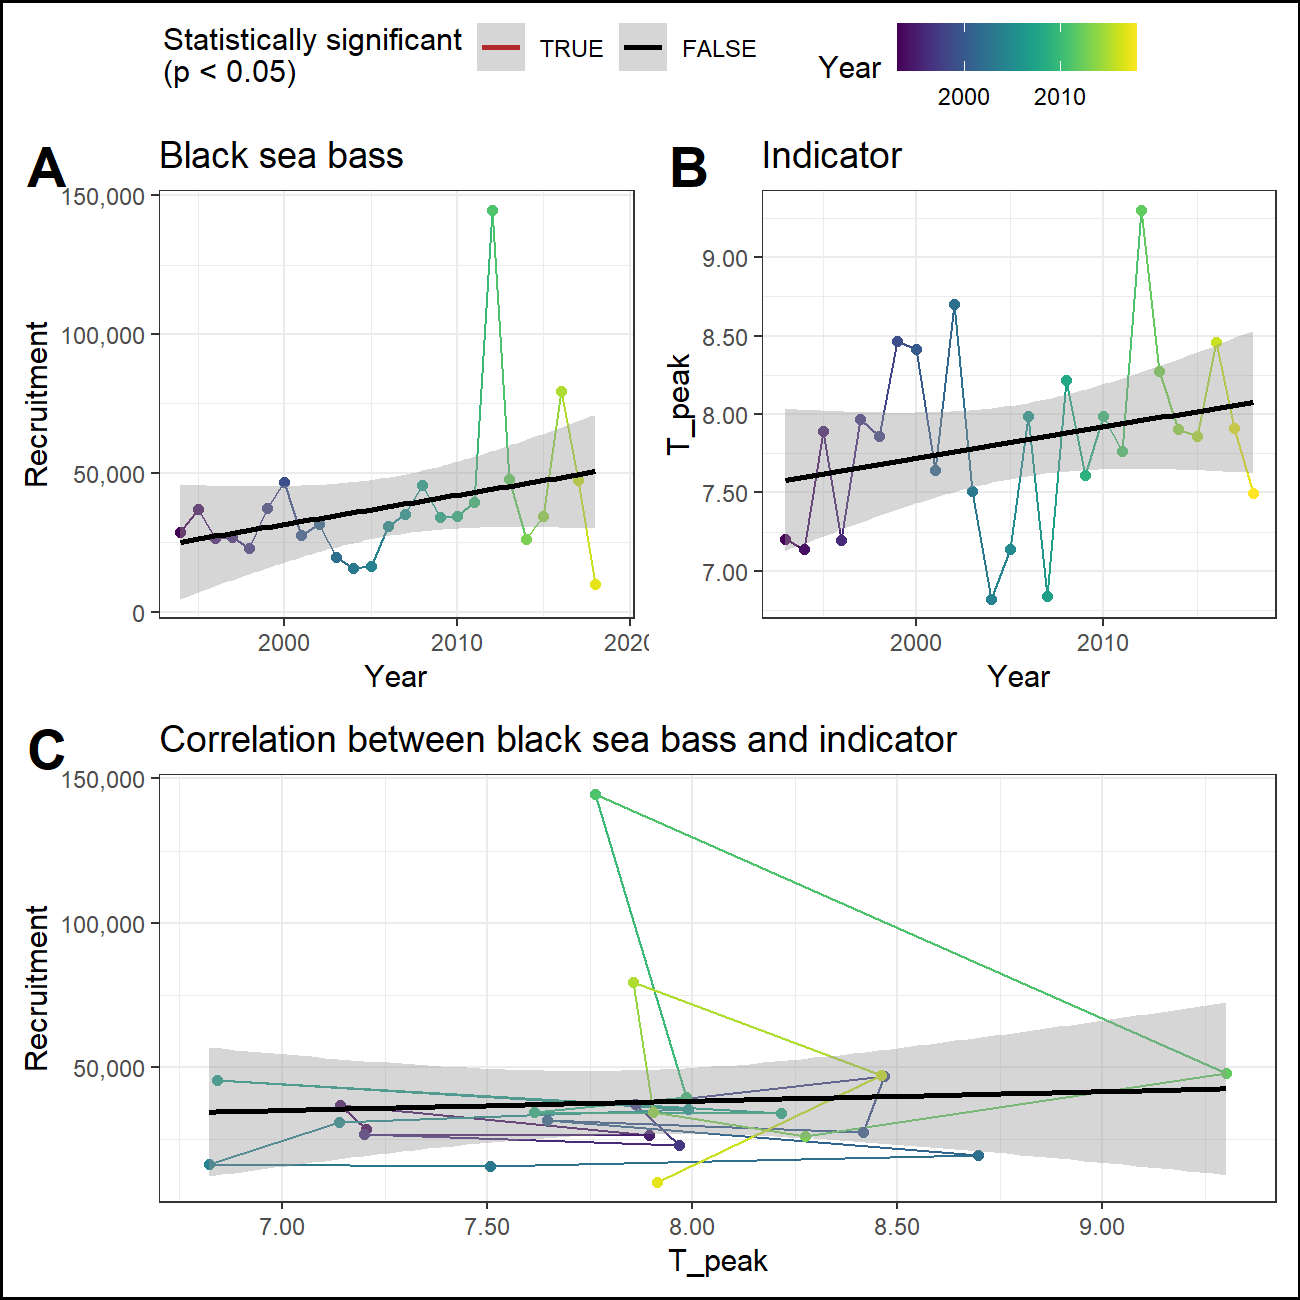 Statistically significant
(p < 0.05)
TRUE
FALSE
Year
2000
2010
A
Black sea bass
150,000
100,000
50,000
0
Recruitment
2000
2010
202
Year
B
Indicator
9.00
8.50
8.00
7.50
7.00
T_peak
2000
2010
Year
C
Correlation between black sea bass and indicator
150,000
100,000
50,000
Recruitment
7.00
7.50
8.00
8.50
9.00
T_peak